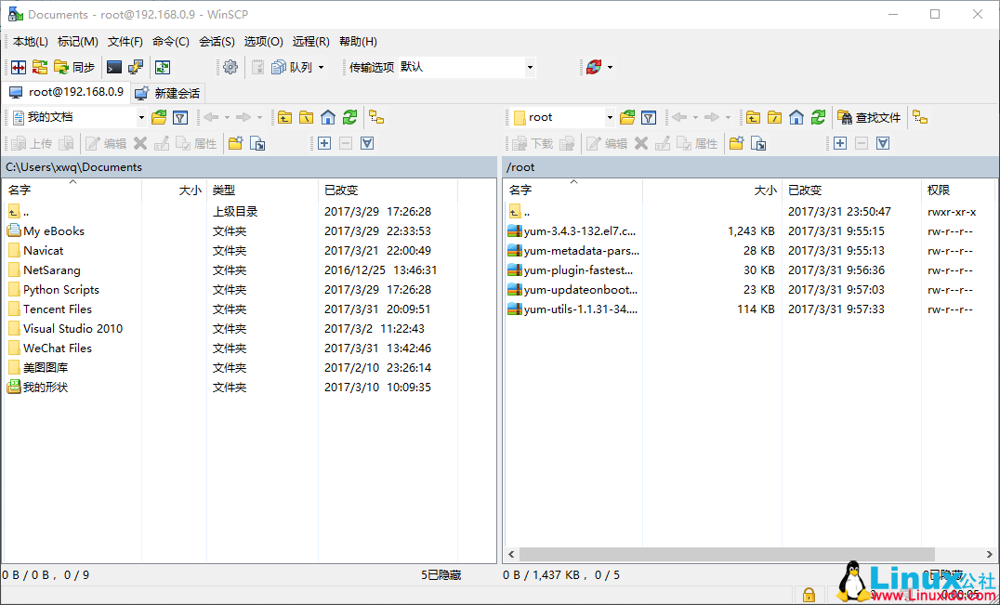 Documents - root@192.168.0.9 - WinSCP
本地(L) 标记(M) 文件(F) 命令(C) 会话(S) 选项(O) 远程(R) 帮助(H)
同步 队列 传输选项 默认
root@192.168.0.9 新建会话
我的文档 root 查找文件
上传 编辑 属性 下载 编辑 属性
C:\Users\xwq\Documents
名字 大小 类型 已改变
.. 上级目录 2017/3/29 17:26:28
My eBooks 文件夹 2017/3/29 22:33:53
Navicat 文件夹 2017/3/21 22:00:49
NetSarang 文件夹 2016/12/25 13:46:31
Python Scripts 文件夹 2017/3/29 17:26:28
Tencent Files 文件夹 2017/3/31 20:09:51
Visual Studio 2010 文件夹 2017/3/2 11:22:43
WeChat Files 文件夹 2017/3/31 13:42:46
美图图库 文件夹 2017/2/10 23:26:14
我的形状 文件夹 2017/3/10 10:09:35
0 B / 0 B， 0 / 9 5已隐藏
/root
名字 大小 已改变 权限
.. 2017/3/31 23:50:47 rwxr-xr-x
yum-3.4.3-132.el7.c... 1,243 KB 2017/3/31 9:55:15 rw-r--r--
yum-metadata-pars... 28 KB 2017/3/31 9:55:13 rw-r--r--
yum-plugin-fastest... 30 KB 2017/3/31 9:56:36 rw-r--r--
yum-updateonboot... 23 KB 2017/3/31 9:57:03 rw-r--r--
yum-utils-1.1.31-34.... 114 KB 2017/3/31 9:57:33 rw-r--r--
0 B / 1,437 KB， 0 / 5 已隐藏
Linux公社
www.Linuxidc.com
0:00:05